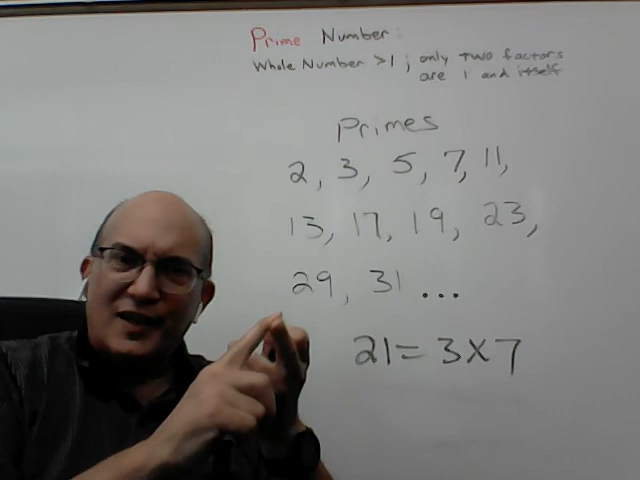 Prime Number:
Whole Number >1 ; only two factors
are 1 and itself
Primes
2, 3, 5, 7, 11,
13, 17, 19, 23,
29, 31 ...
21 = 3 X 7